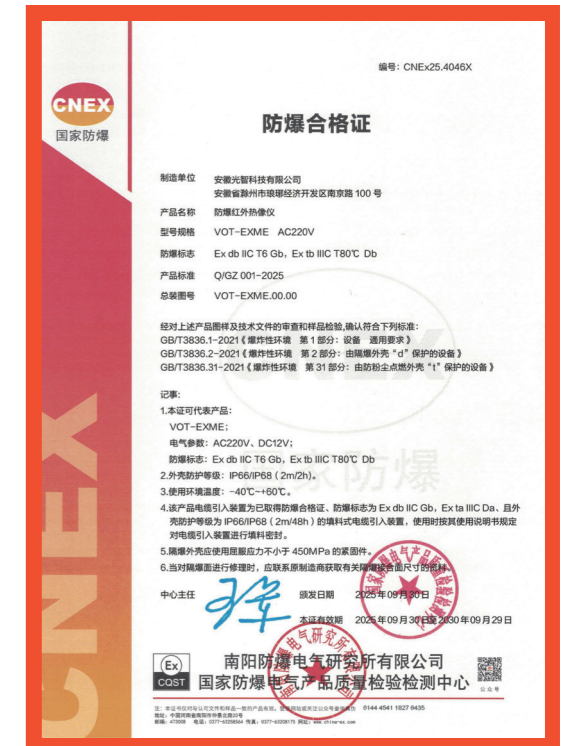 编号：CNEx25.4046X
CNEX
国家防爆
防爆合格证
制造单位 安徽光智科技有限公司
安徽省滁州市琅琊经济开发区南京路 100 号
产品名称 防爆红外热像仪
型号规格 VOT-EXME AC220V
防爆标志 Ex db IIC T6 Gb，Ex tb IIIC T80℃ Db
产品标准 Q/GZ 001-2025
总装图号 VOT-EXME.00.00
经对上述产品图样及技术文件的审查和样品检验,确认符合下列标准：
GB/T3836.1-2021《爆炸性环境 第 1 部分：设备 通用要求》
GB/T3836.2-2021《爆炸性环境 第 2 部分：由隔爆外壳“d”保护的设备》
GB/T3836.31-2021《爆炸性环境 第 31 部分：由防粉尘点燃外壳“t”保护的设备》
记事：
1.本证可代表产品：
VOT-EXME；
电气参数：AC220V、DC12V；
防爆标志：Ex db IIC T6 Gb，Ex tb IIIC T80℃ Db
2.外壳防护等级：IP66/IP68（2m/2h）。
3.使用环境温度：-40℃~+60℃。
4.该产品电缆引入装置为已取得防爆合格证、防爆标志为 Ex db IIC Gb，Ex ta IIIC Da、且外
壳防护等级为 IP66/IP68（2m/48h）的填料式电缆引入装置，使用时按其使用说明书规定
对电缆引入装置进行填料密封。
5.隔爆外壳应使用屈服应力不小于 450MPa 的紧固件。
6.当对隔爆面进行修理时，应联系原制造商获取有关隔爆接合面尺寸的资料。
中心主任 颁发日期 2025 年 09 月 30 日
本证有效期 2025 年 09 月 30 日至 2030 年 09 月 29 日
Ex
CQST
南阳防爆电气研究所有限公司
国家防爆电气产品质量检验检测中心
公众号
CNEX
CNEX
国家防爆